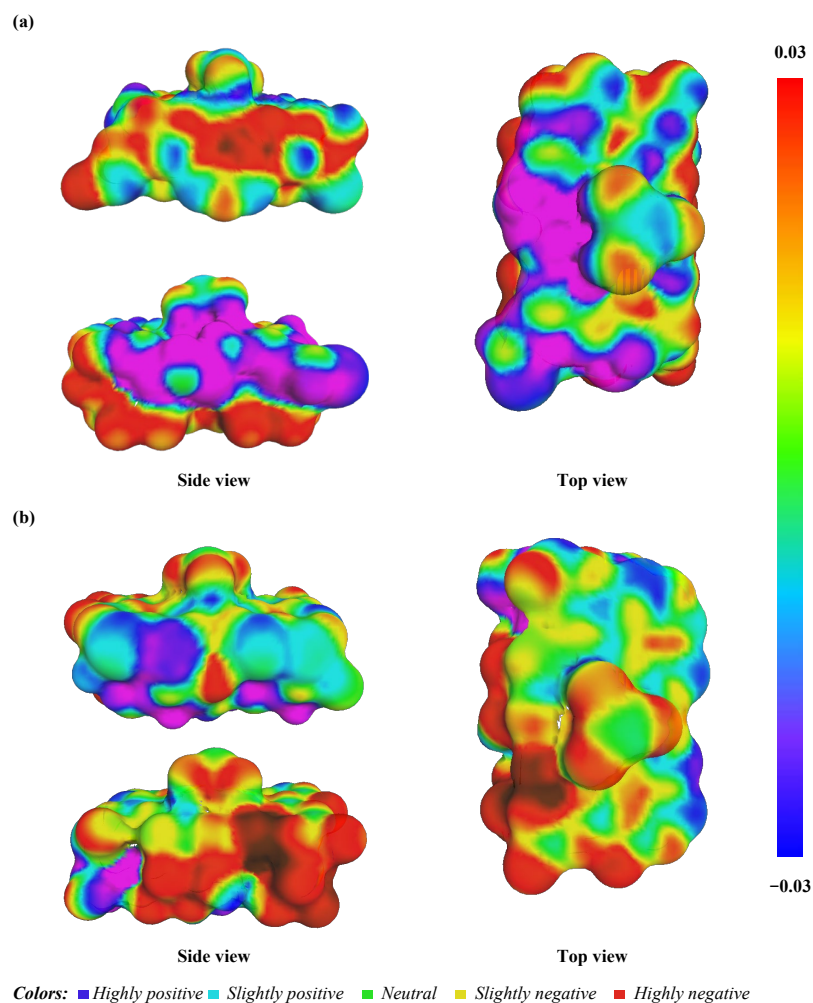 (a)
0.03
Side view
Top view
(b)
Side view
Top view
−0.03
Colors: Highly positive Slightly positive Neutral Slightly negative Highly negative